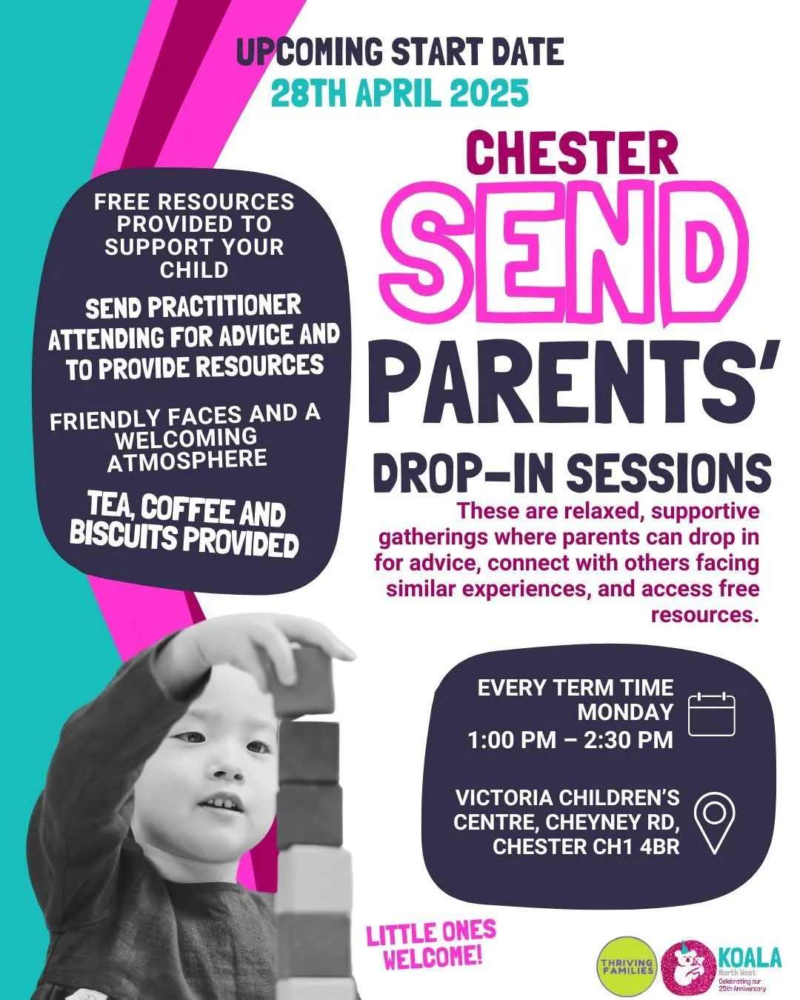 UPCOMING START DATE
28TH APRIL 2025
CHESTER
SEND
PARENTS’
DROP-IN SESSIONS
These are relaxed, supportive
gatherings where parents can drop in
for advice, connect with others facing
similar experiences, and access free
resources.
FREE RESOURCES
PROVIDED TO
SUPPORT YOUR
CHILD
SEND PRACTITIONER
ATTENDING FOR ADVICE AND
TO PROVIDE RESOURCES
FRIENDLY FACES AND A
WELCOMING
ATMOSPHERE
TEA, COFFEE AND
BISCUITS PROVIDED
EVERY TERM TIME
MONDAY
1:00 PM – 2:30 PM
VICTORIA CHILDREN’S
CENTRE, CHEYNEY RD,
CHESTER CH1 4BR
LITTLE ONES
WELCOME!
THRIVING
FAMILIES
KOALA
North West
Celebrating our
25th Anniversary